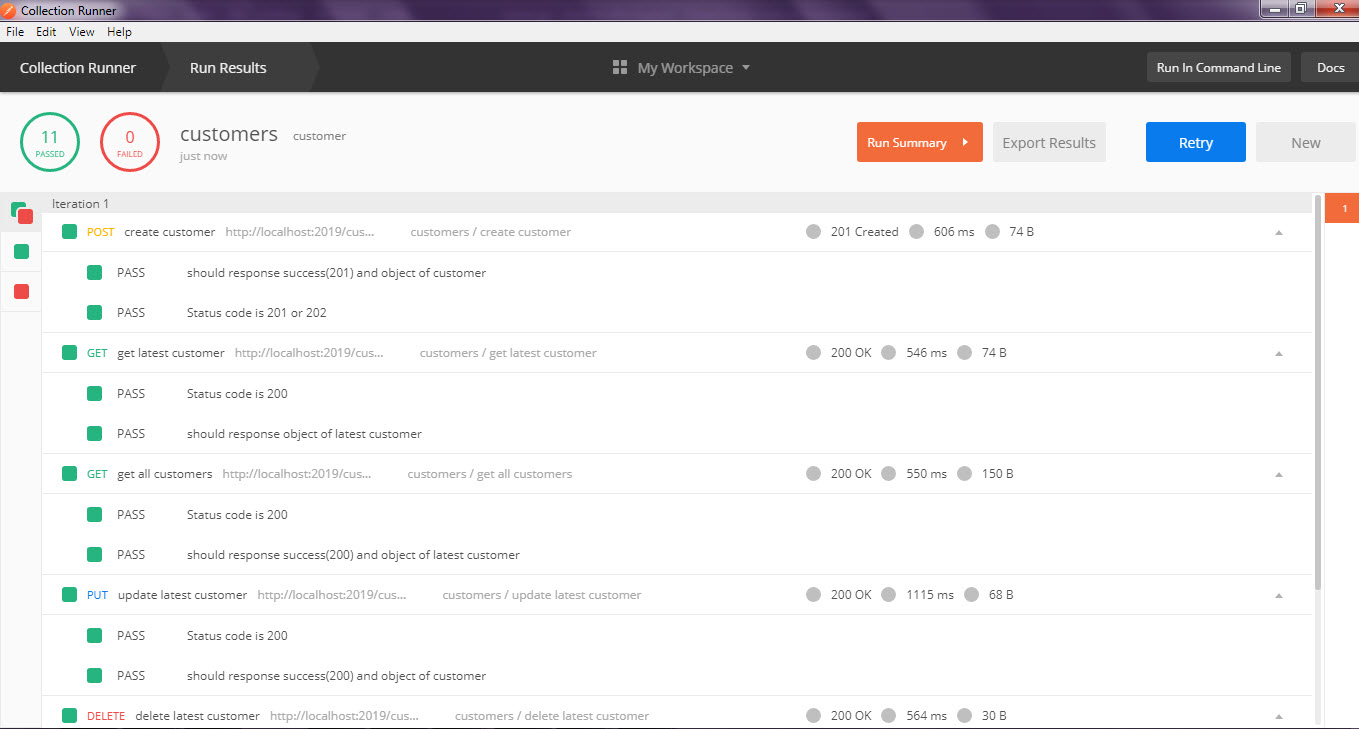 Collection Runner
File Edit View Help
Collection Runner Run Results My Workspace Run In Command Line Docs
11 PASSED 0 FAILED customers customer just now Run Summary Export Results Retry New
Iteration 1
1
POST create customer http://localhost:2019/cus... customers / create customer 201 Created 606 ms 74 B
PASS should response success(201) and object of customer
PASS Status code is 201 or 202
GET get latest customer http://localhost:2019/cus... customers / get latest customer 200 OK 546 ms 74 B
PASS Status code is 200
PASS should response object of latest customer
GET get all customers http://localhost:2019/cus... customers / get all customers 200 OK 550 ms 150 B
PASS Status code is 200
PASS should response success(200) and object of latest customer
PUT update latest customer http://localhost:2019/cus... customers / update latest customer 200 OK 1115 ms 68 B
PASS Status code is 200
PASS should response success(200) and object of customer
DELETE delete latest customer http://localhost:2019/cus... customers / delete latest customer 200 OK 564 ms 30 B